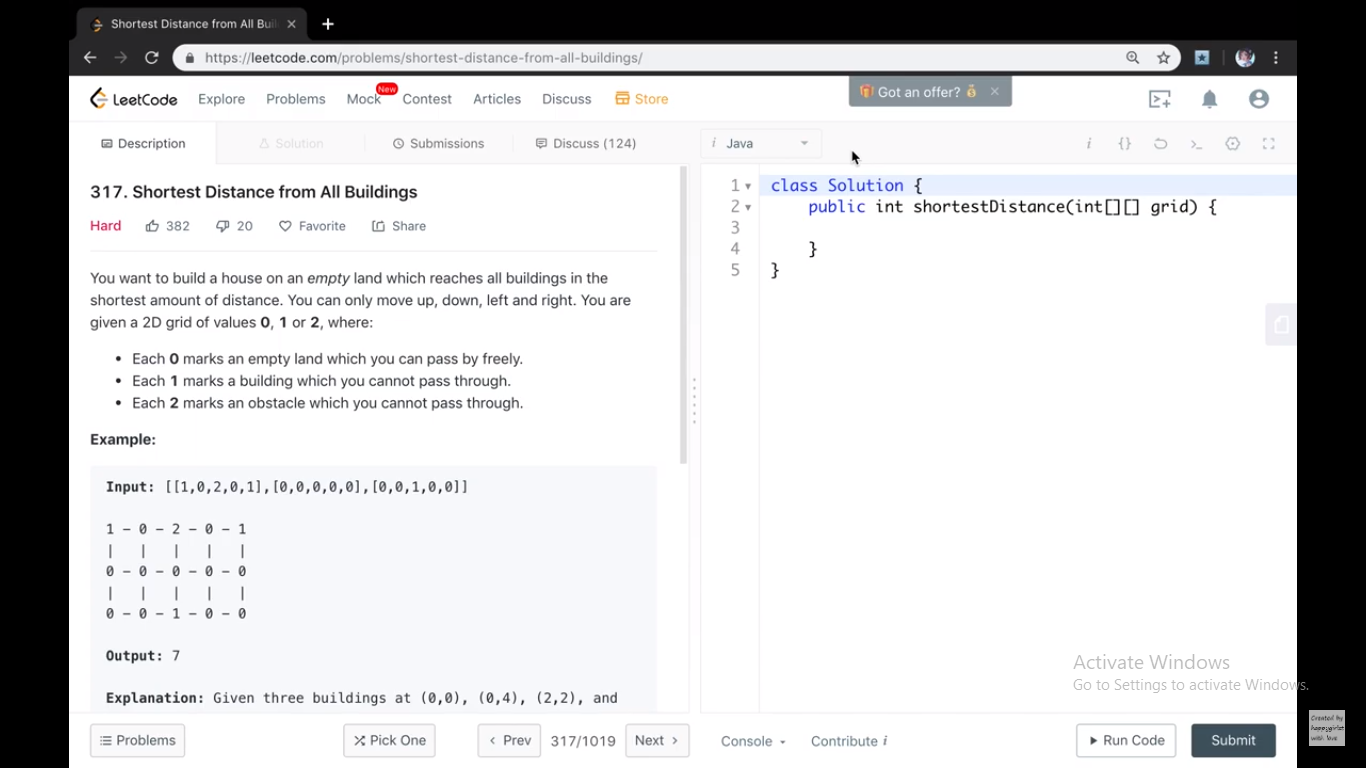 Shortest Distance from All Bui
https://leetcode.com/problems/shortest-distance-from-all-buildings/
LeetCode Explore Problems Mock New Contest Articles Discuss Store Got an offer?
Description Solution Submissions Discuss (124) i Java
317. Shortest Distance from All Buildings
Hard 382 20 Favorite Share
You want to build a house on an empty land which reaches all buildings in the
shortest amount of distance. You can only move up, down, left and right. You are
given a 2D grid of values 0, 1 or 2, where:
• Each 0 marks an empty land which you can pass by freely.
• Each 1 marks a building which you cannot pass through.
• Each 2 marks an obstacle which you cannot pass through.
Example:
Input: [[1,0,2,0,1],[0,0,0,0,0],[0,0,1,0,0]]
1 - 0 - 2 - 0 - 1
| | | | |
0 - 0 - 0 - 0 - 0
| | | | |
0 - 0 - 1 - 0 - 0
Output: 7
Explanation: Given three buildings at (0,0), (0,4), (2,2), and
1 class Solution {
2 public int shortestDistance(int[][] grid) {
3
4 }
5 }
Activate Windows
Go to Settings to activate Windows.
Problems Pick One < Prev 317/1019 Next > Console Contribute i Run Code Submit
Created by
happygirlzt
with love